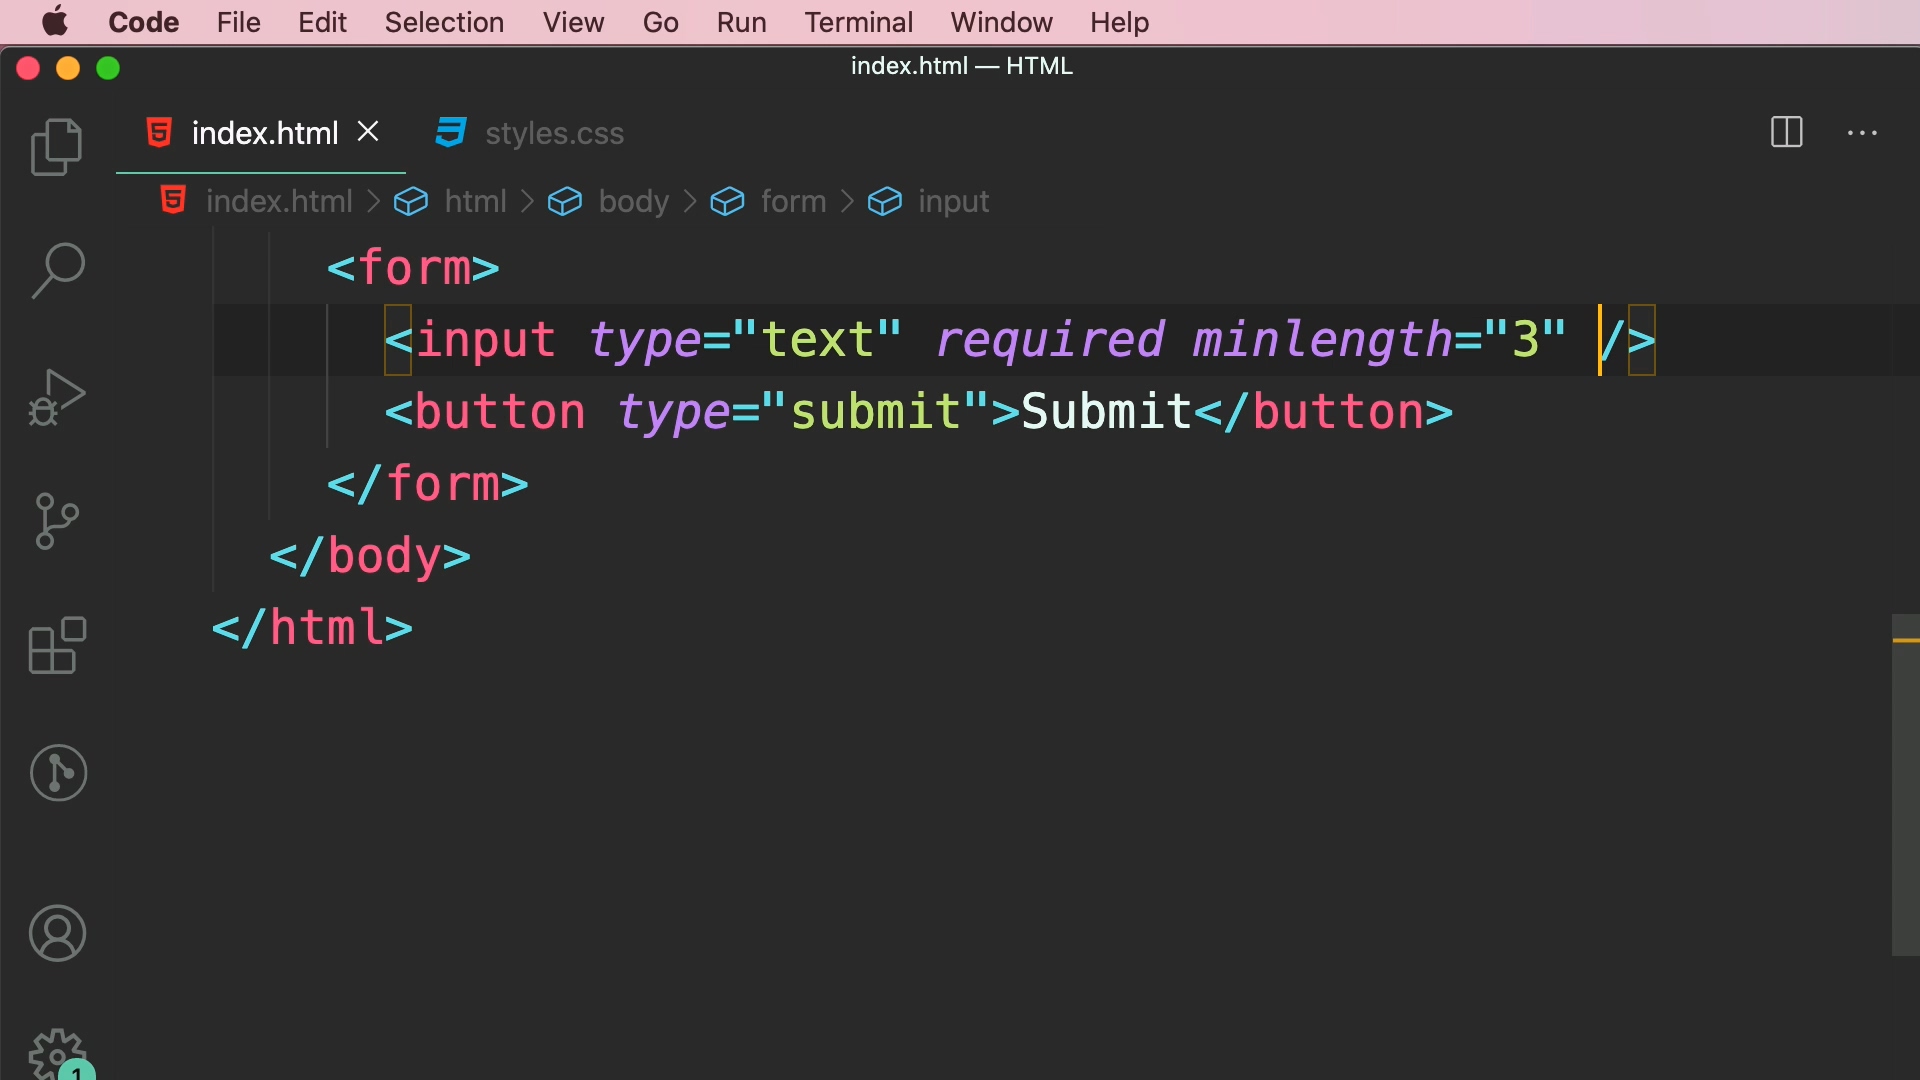 Code File Edit Selection View Go Run Terminal Window Help
index.html — HTML
index.html styles.css
index.html > html > body > form > input
<form>
<input type="text" required minlength="3" />
<button type="submit">Submit</button>
</form>
</body>
</html>
1